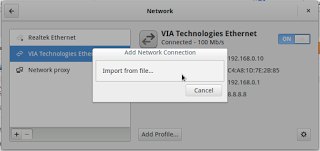 Network
Realtek Ethernet
VIA Technologies Ethernet
Network proxy
VIA Technologies Ethernet
Connected - 100 Mb/s
ON
Add Network Connection
Import from file...
Cancel
192.168.0.10
C4:A8:1D:7E:2B:85
192.168.0.1
8.8.8.8
Add Profile...